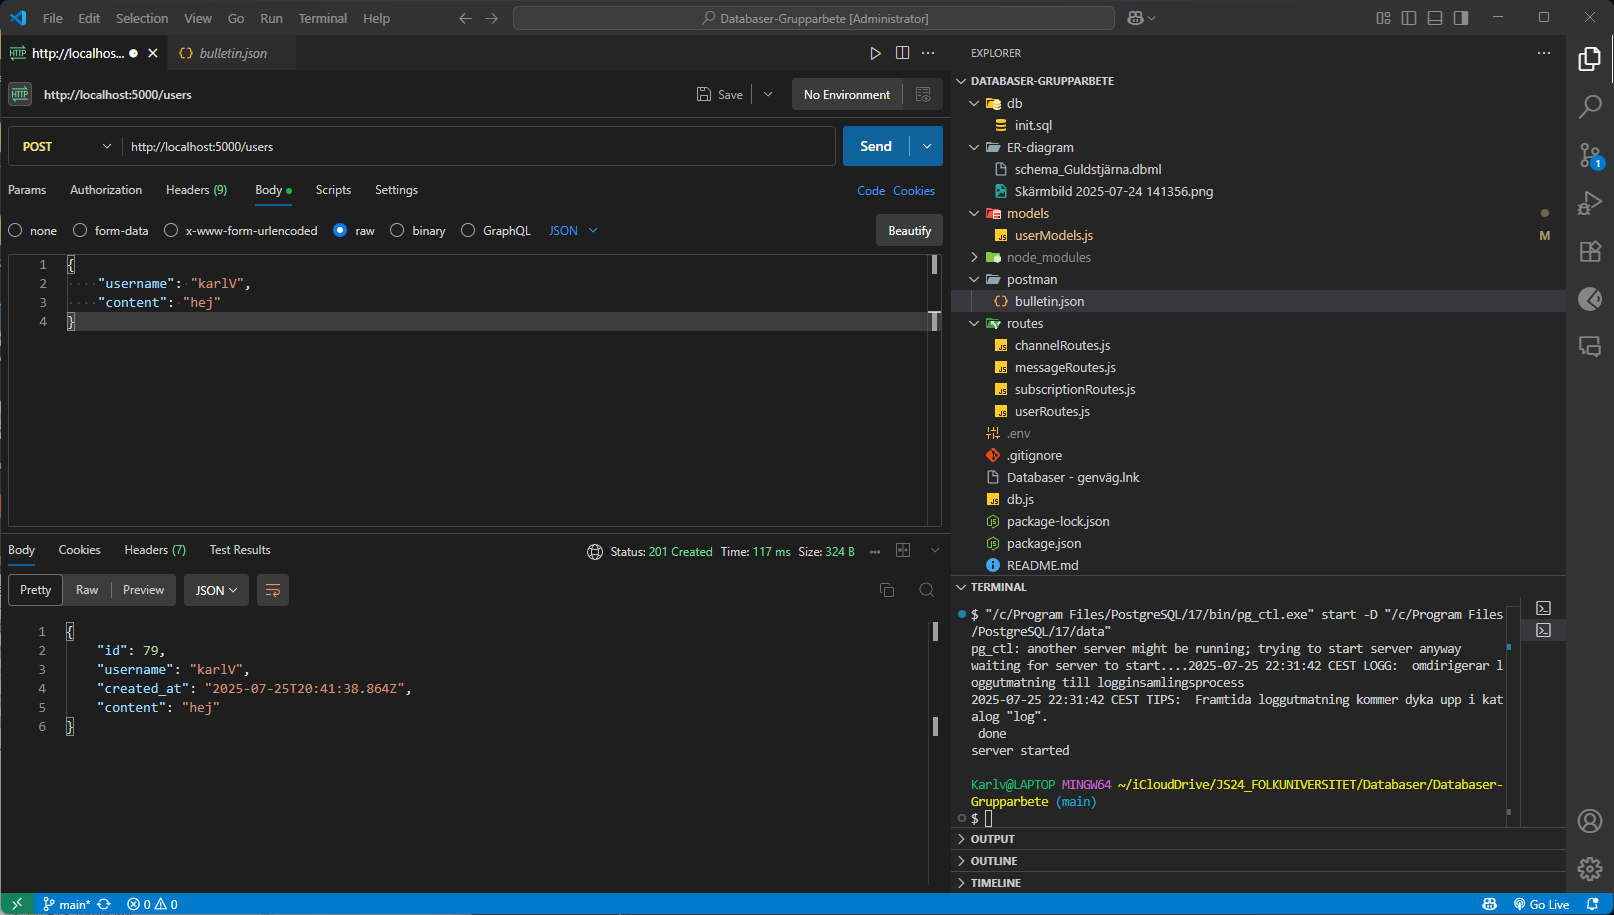 File Edit Selection View Go Run Terminal Help
Databaser-Grupparbete [Administrator]
http://localhos...
bulletin.json
HTTP http://localhost:5000/users
Save
No Environment
POST
http://localhost:5000/users
Send
Params Authorization Headers (9) Body Scripts Settings
Code Cookies
none form-data x-www-form-urlencoded raw binary GraphQL JSON
Beautify
1 {
2 "username": "karlV",
3 "content": "hej"
4 }
Body Cookies Headers (7) Test Results
Status: 201 Created Time: 117 ms Size: 324 B
Pretty Raw Preview JSON
1 {
2 "id": 79,
3 "username": "karlV",
4 "created_at": "2025-07-25T20:41:38.864Z",
5 "content": "hej"
6 }
EXPLORER
DATABASER-GRUPPARBETE
db
init.sql
ER-diagram
schema_Guldstjärna.dbml
Skärmbild 2025-07-24 141356.png
models
userModels.js M
node_modules
postman
bulletin.json
routes
channelRoutes.js
messageRoutes.js
subscriptionRoutes.js
userRoutes.js
.env
.gitignore
Databaser - genväg.lnk
db.js
package-lock.json
package.json
README.md
TERMINAL
$ "/c/Program Files/PostgreSQL/17/bin/pg_ctl.exe" start -D "/c/Program Files
/PostgreSQL/17/data"
pg_ctl: another server might be running; trying to start server anyway
waiting for server to start....2025-07-25 22:31:42 CEST LOGG:  omdirigerar l
oggutmatning till logginsamlingsprocess
2025-07-25 22:31:42 CEST TIPS:  Framtida loggutmatning kommer dyka upp i kat
alog "log".
done
server started
Karlv@LAPTOP MINGW64 ~/iCloudDrive/JS24_FOLKUNIVERSITET/Databaser/Databaser-
Grupparbete (main)
$
OUTPUT
OUTLINE
TIMELINE
1
main* 0 0
Go Live